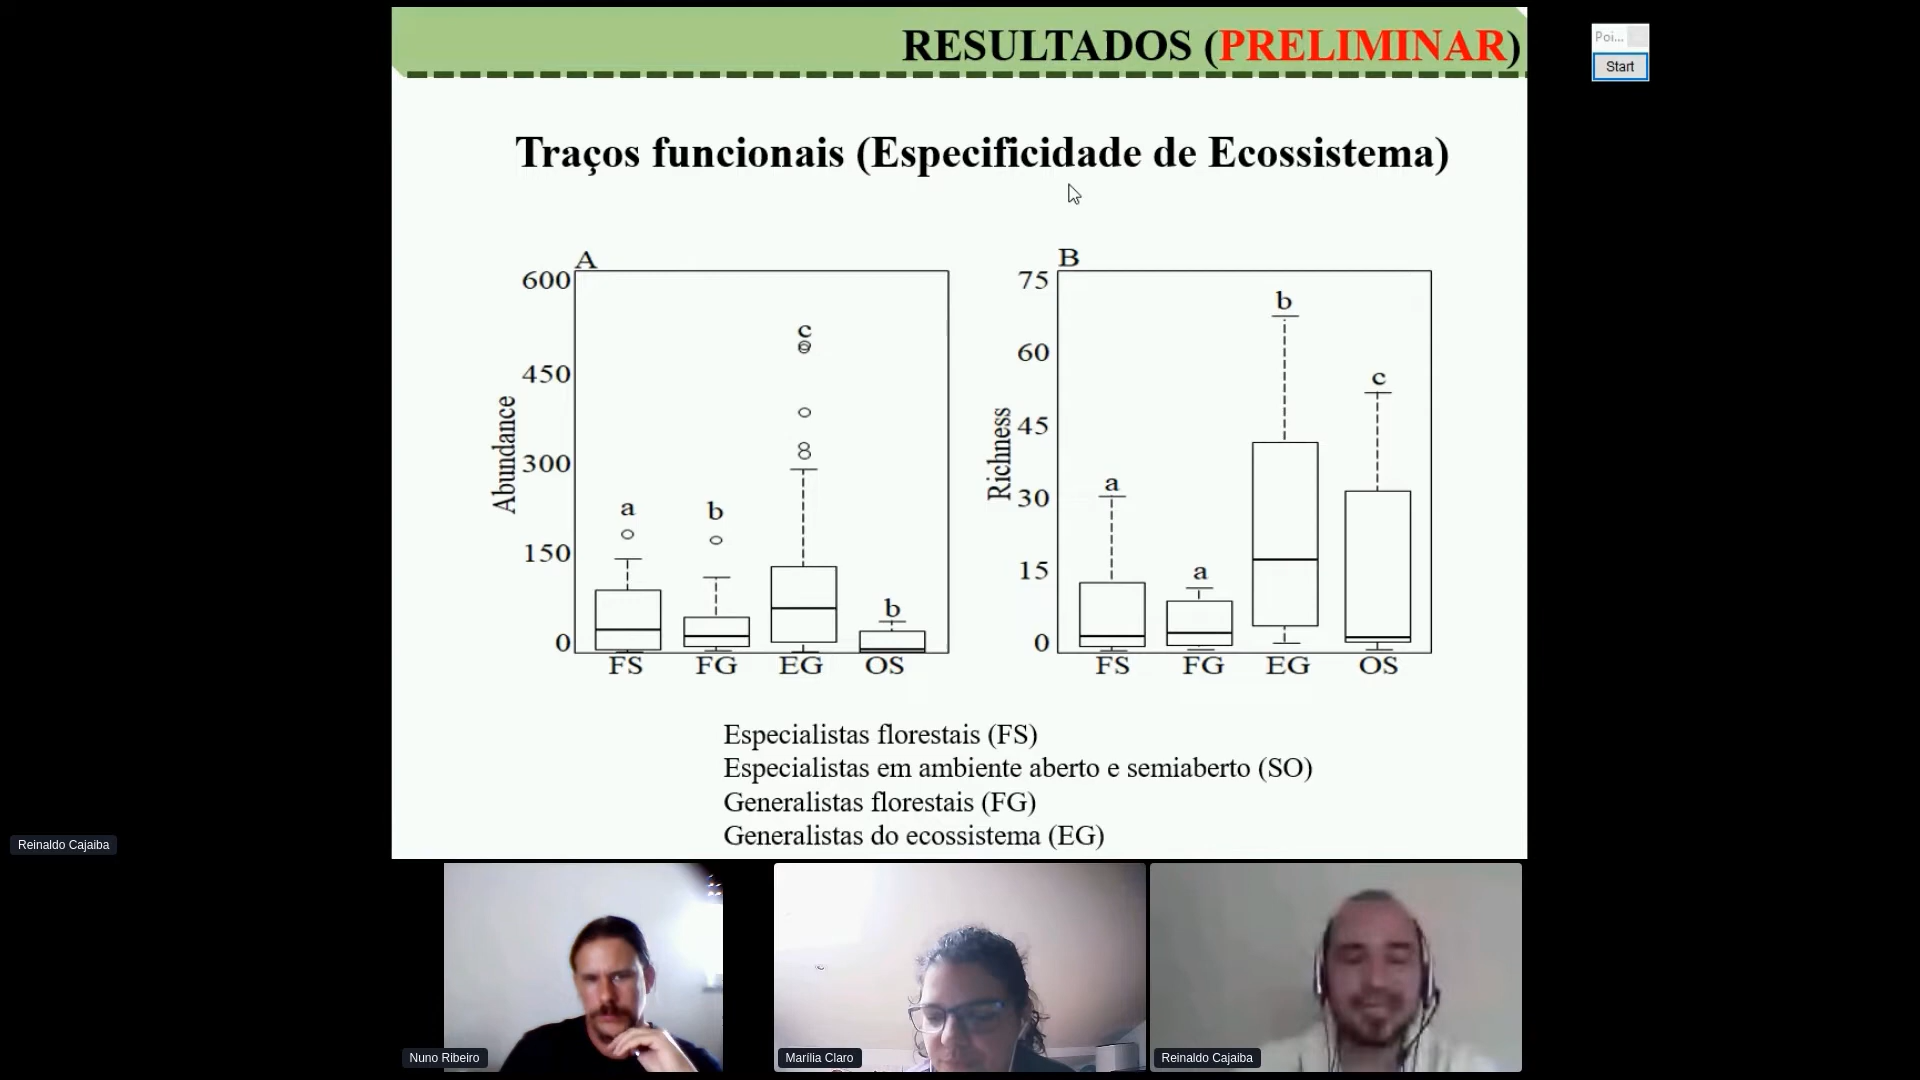 RESULTADOS (PRELIMINAR)
Poi...
Start
Traços funcionais (Especificidade de Ecossistema)
A
600
450
300
150
0
Abundance
a
b
c
b
FS FG EG OS
B
75
60
45
30
15
0
Richness
a
a
b
c
FS FG EG OS
Especialistas florestais (FS)
Especialistas em ambiente aberto e semiaberto (SO)
Generalistas florestais (FG)
Generalistas do ecossistema (EG)
Reinaldo Cajaiba
Nuno Ribeiro
Marília Claro
Reinaldo Cajaiba